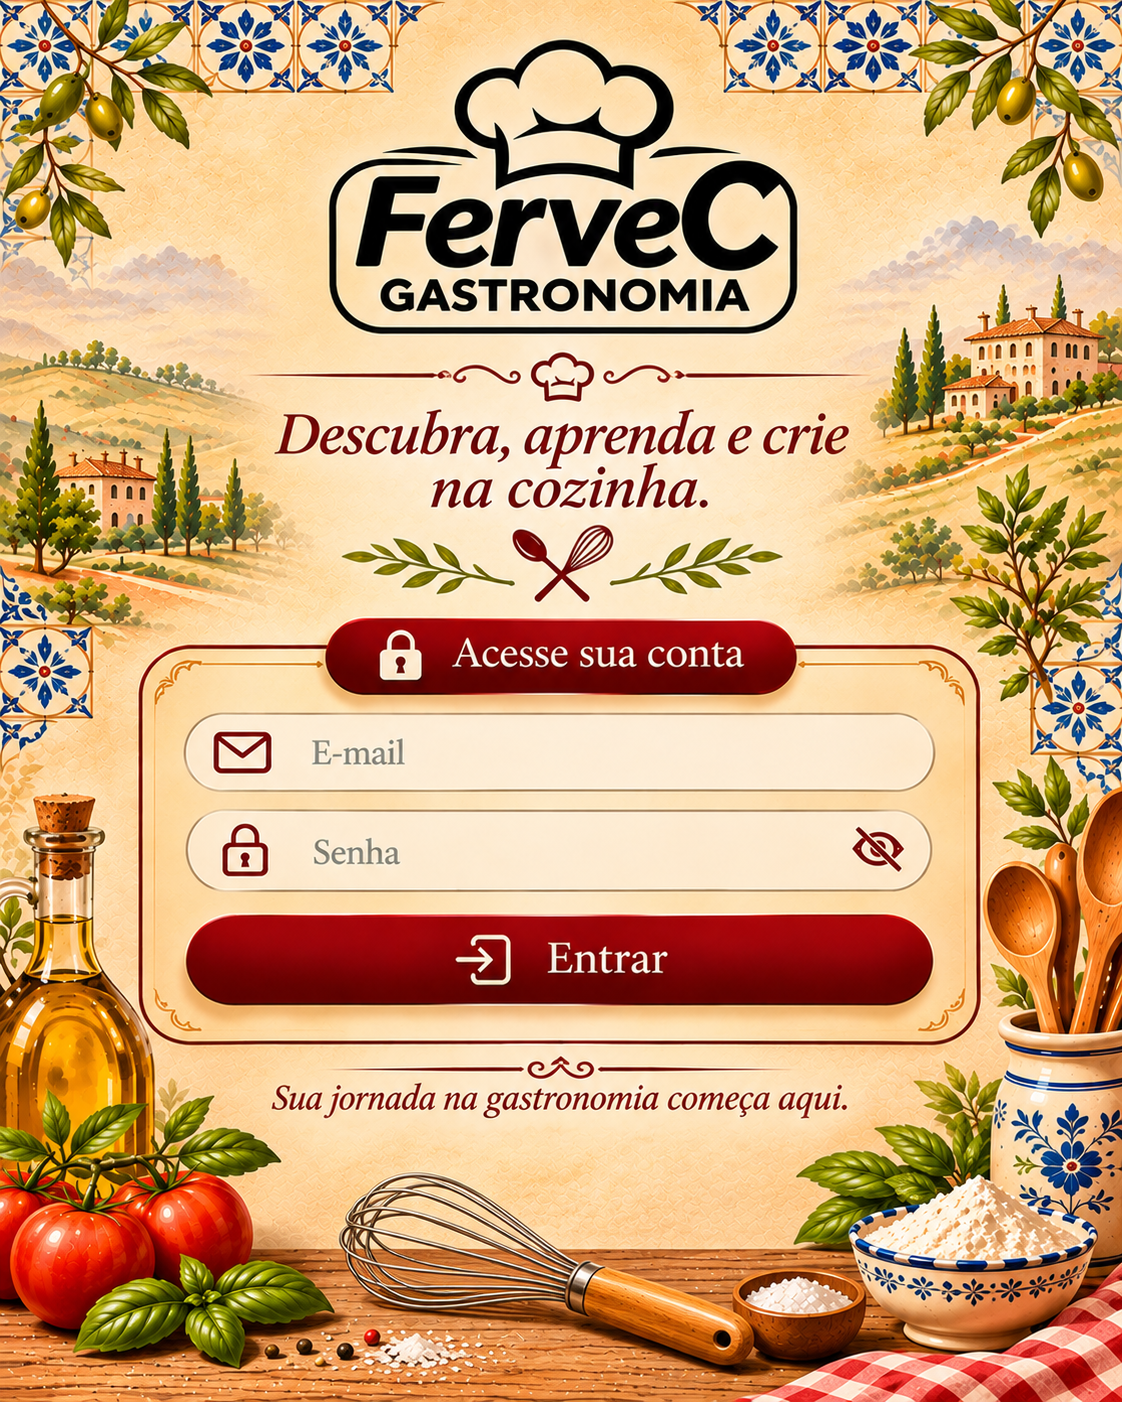 FerveC
GASTRONOMIA
Descubra, aprenda e crie
na cozinha.
Acesse sua conta
E-mail
Senha
Entrar
Sua jornada na gastronomia começa aqui.